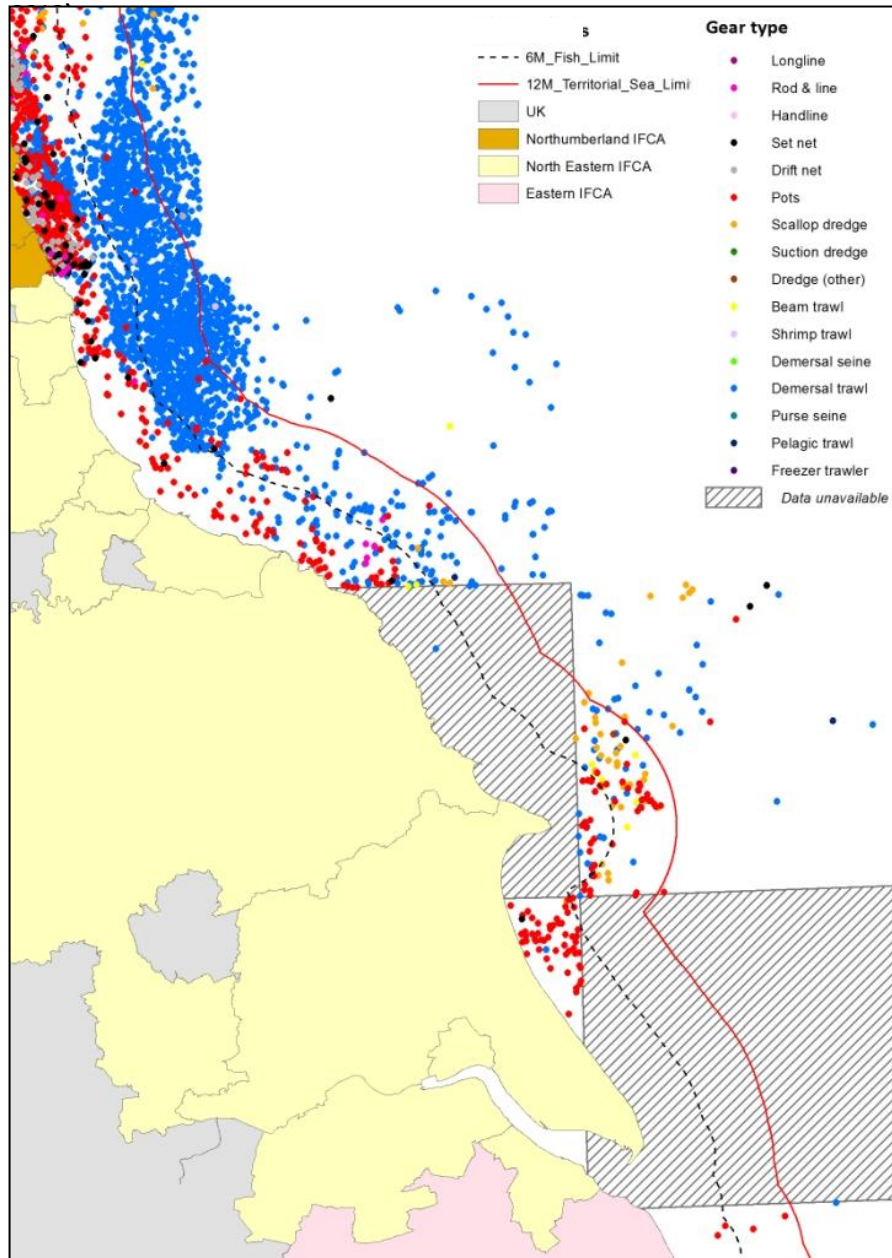 s
6M_Fish_Limit
12M_Territorial_Sea_Limi
UK
Northumberland IFCA
North Eastern IFCA
Eastern IFCA
Gear type
Longline
Rod & line
Handline
Set net
Drift net
Pots
Scallop dredge
Suction dredge
Dredge (other)
Beam trawl
Shrimp trawl
Demersal seine
Demersal trawl
Purse seine
Pelagic trawl
Freezer trawler
Data unavailable